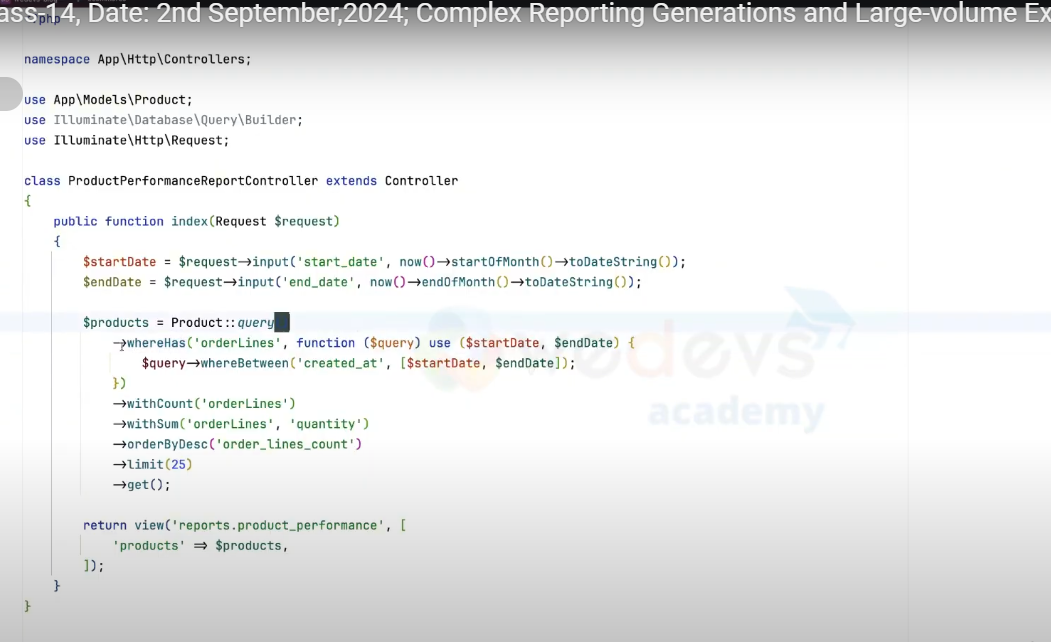 ass-14, Date: 2nd September,2024; Complex Reporting Generations and Large-volume Ex
php
namespace App\Http\Controllers;
use App\Models\Product;
use Illuminate\Database\Query\Builder;
use Illuminate\Http\Request;
class ProductPerformanceReportController extends Controller
{
public function index(Request $request)
{
$startDate = $request->input('start_date', now()->startOfMonth()->toDateString());
$endDate = $request->input('end_date', now()->endOfMonth()->toDateString());
$products = Product::query
->whereHas('orderLines', function ($query) use ($startDate, $endDate) {
$query->whereBetween('created_at', [$startDate, $endDate]);
})
->withCount('orderLines')
->withSum('orderLines', 'quantity')
->orderByDesc('order_lines_count')
->limit(25)
->get();
return view('reports.product_performance', [
'products' => $products,
]);
}
}
wedevs
academy